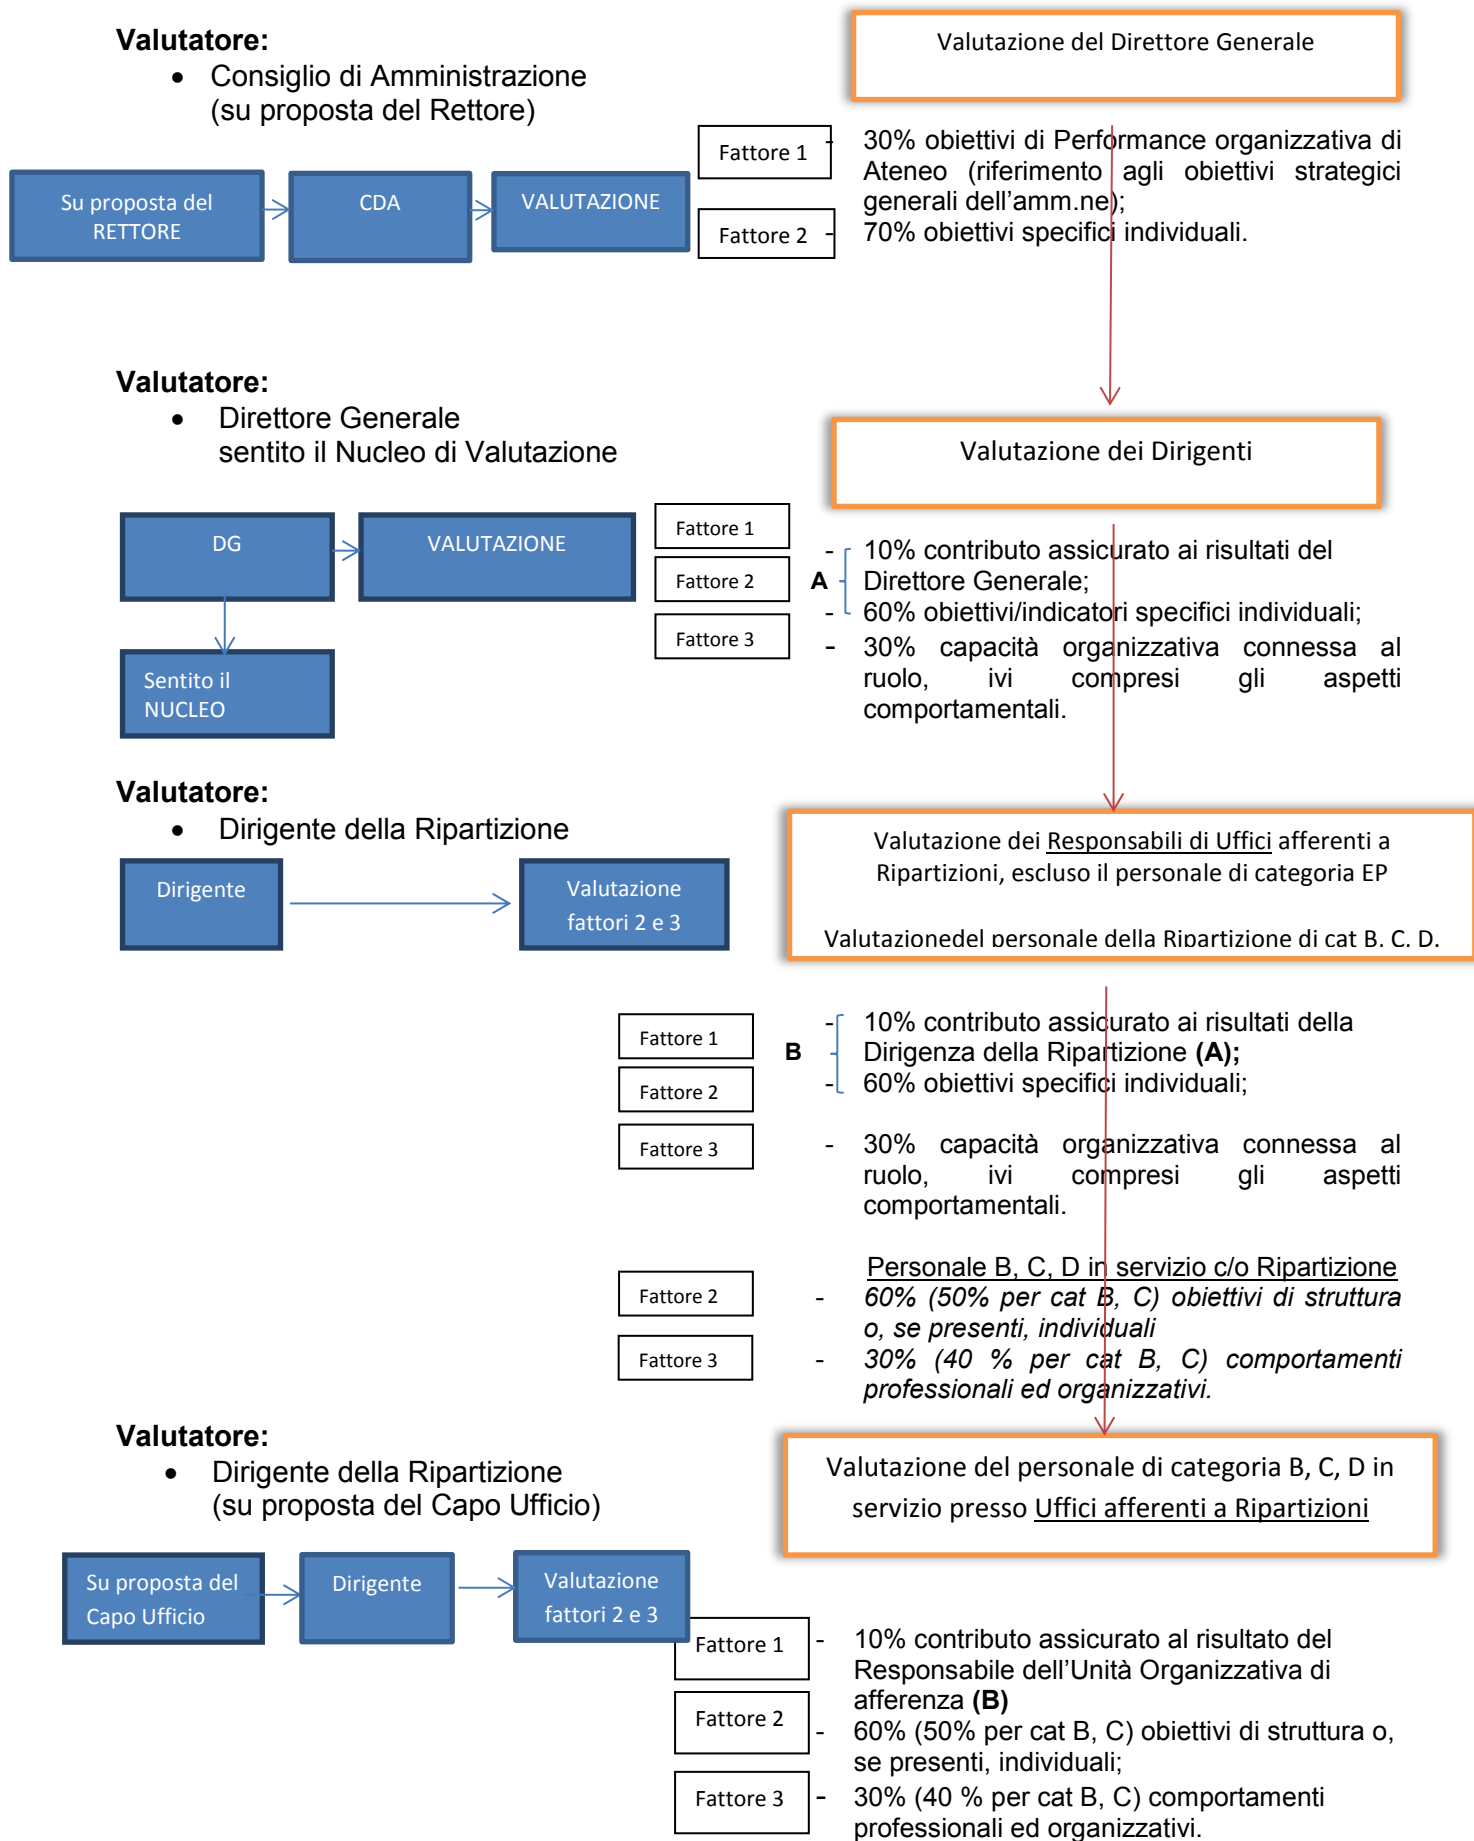 Valutatore:
• Consiglio di Amministrazione
(su proposta del Rettore)
Valutazione del Direttore Generale
Su proposta del
RETTORE
CDA
VALUTAZIONE
Fattore 1
- 30% obiettivi di Performance organizzativa di
Ateneo (riferimento agli obiettivi strategici
generali dell'amm.ne);
Fattore 2
- 70% obiettivi specifici individuali.
Valutatore:
• Direttore Generale
sentito il Nucleo di Valutazione
Valutazione dei Dirigenti
DG
VALUTAZIONE
Sentito il
NUCLEO
Fattore 1
Fattore 2
Fattore 3
A
- 10% contributo assicurato ai risultati del
Direttore Generale;
- 60% obiettivi/indicatori specifici individuali;
- 30% capacità organizzativa connessa al
ruolo, ivi compresi gli aspetti
comportamentali.
Valutatore:
• Dirigente della Ripartizione
Dirigente
Valutazione
fattori 2 e 3
Valutazione dei Responsabili di Uffici afferenti a
Ripartizioni, escluso il personale di categoria EP
Valutazionedel personale della Ripartizione di cat B, C, D.
Fattore 1
Fattore 2
Fattore 3
B
- 10% contributo assicurato ai risultati della
Dirigenza della Ripartizione (A);
- 60% obiettivi specifici individuali;
- 30% capacità organizzativa connessa al
ruolo, ivi compresi gli aspetti
comportamentali.
Personale B, C, D in servizio c/o Ripartizione
Fattore 2
- 60% (50% per cat B, C) obiettivi di struttura
o, se presenti, individuali
Fattore 3
- 30% (40 % per cat B, C) comportamenti
professionali ed organizzativi.
Valutatore:
• Dirigente della Ripartizione
(su proposta del Capo Ufficio)
Valutazione del personale di categoria B, C, D in
servizio presso Uffici afferenti a Ripartizioni
Su proposta del
Capo Ufficio
Dirigente
Valutazione
fattori 2 e 3
Fattore 1
- 10% contributo assicurato al risultato del
Responsabile dell'Unità Organizzativa di
afferenza (B)
Fattore 2
- 60% (50% per cat B, C) obiettivi di struttura o,
se presenti, individuali;
Fattore 3
- 30% (40 % per cat B, C) comportamenti
professionali ed organizzativi.